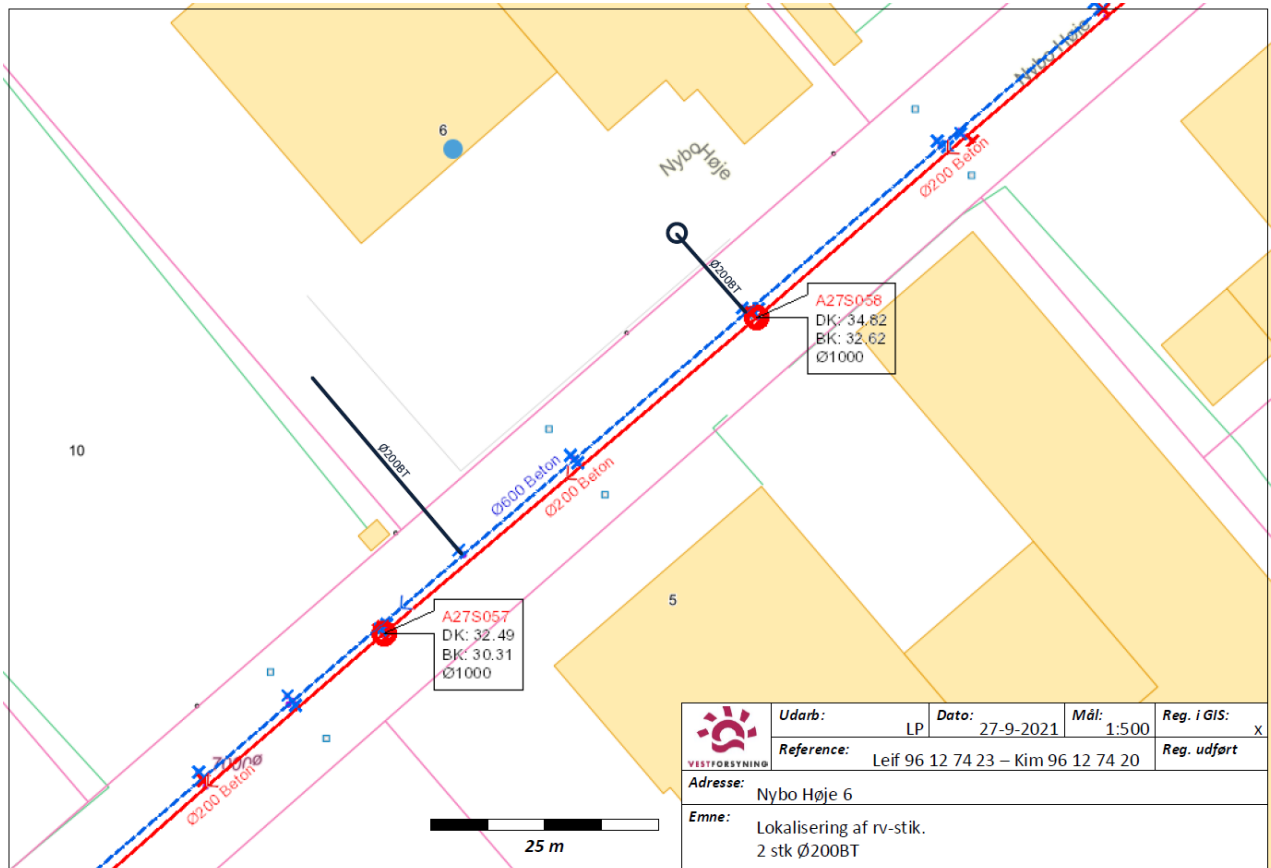 Nybo Høje
6
Nybo Høje
Ø200 Beton
Ø200BT
A27S058
DK: 34.82
BK: 32.62
Ø1000
10
Ø200BT
Ø600 Beton
Ø200 Beton
5
A27S057
DK: 32.49
BK: 30.31
Ø1000
Ø200 Beton
25 m
VESTFORSYNING
Udarb: LP
Dato: 27-9-2021
Mål: 1:500
Reg. i GIS: x
Reference: Leif 96 12 74 23 – Kim 96 12 74 20
Reg. udført
Adresse: Nybo Høje 6
Emne: Lokalisering af rv-stik.
2 stk Ø200BT